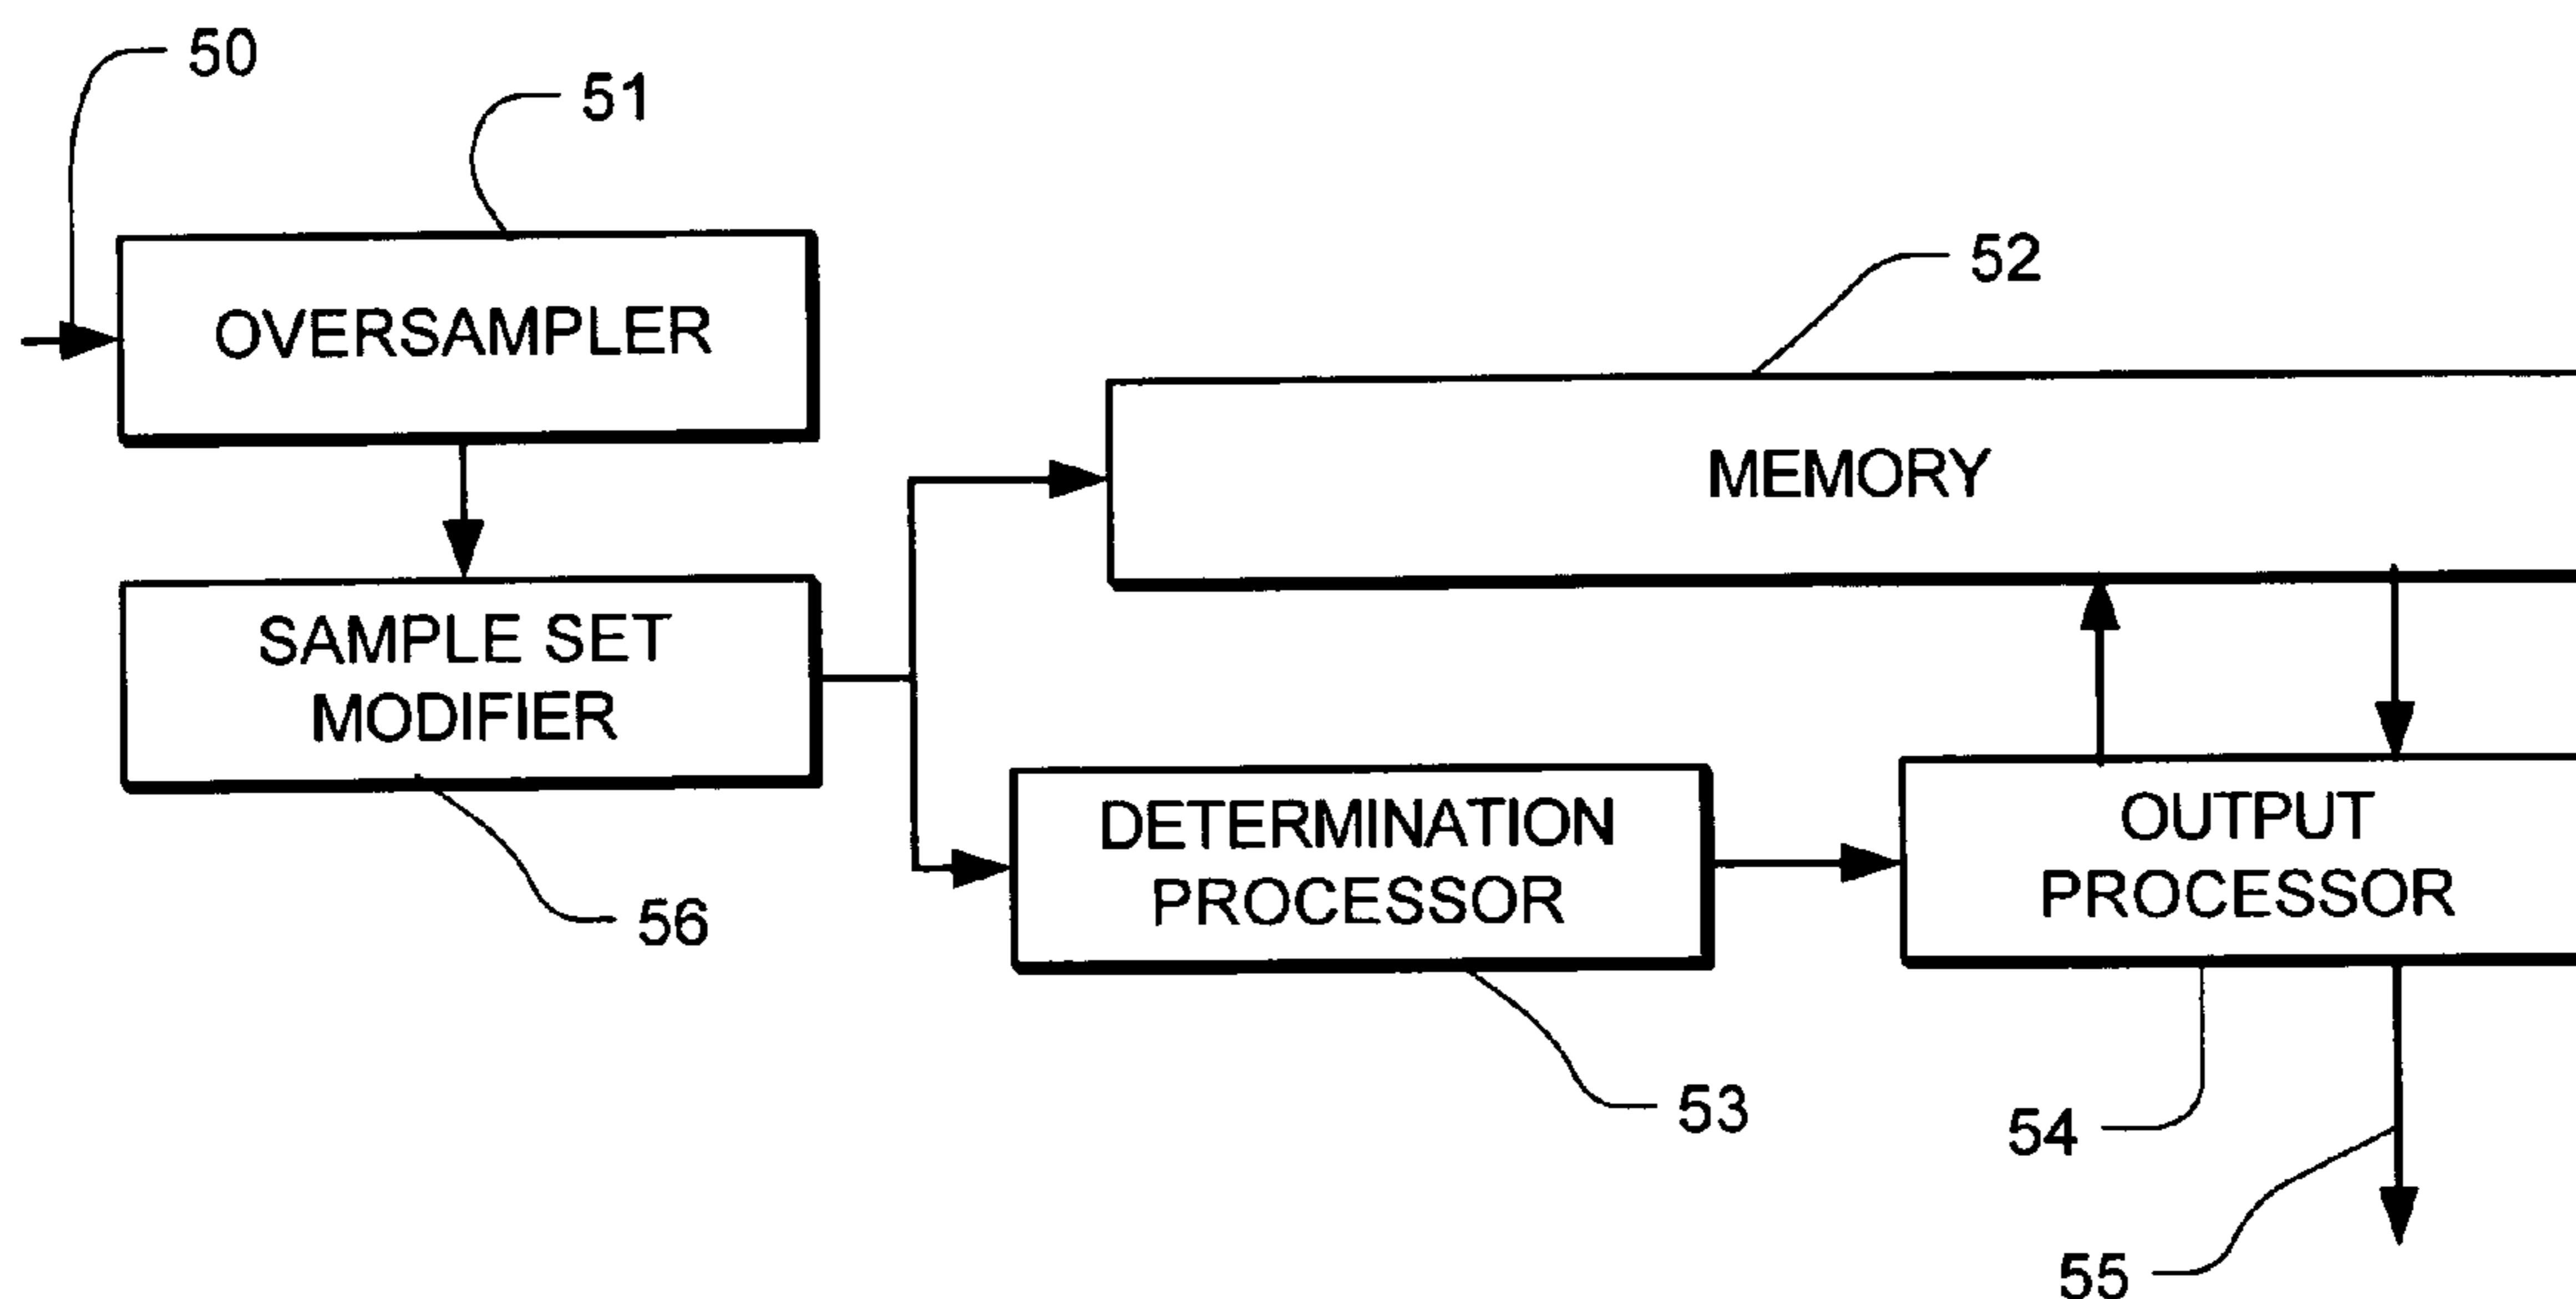 50
51
OVERSAMPLER
52
MEMORY
SAMPLE SET
MODIFIER
56
DETERMINATION
PROCESSOR
53
OUTPUT
PROCESSOR
54
55